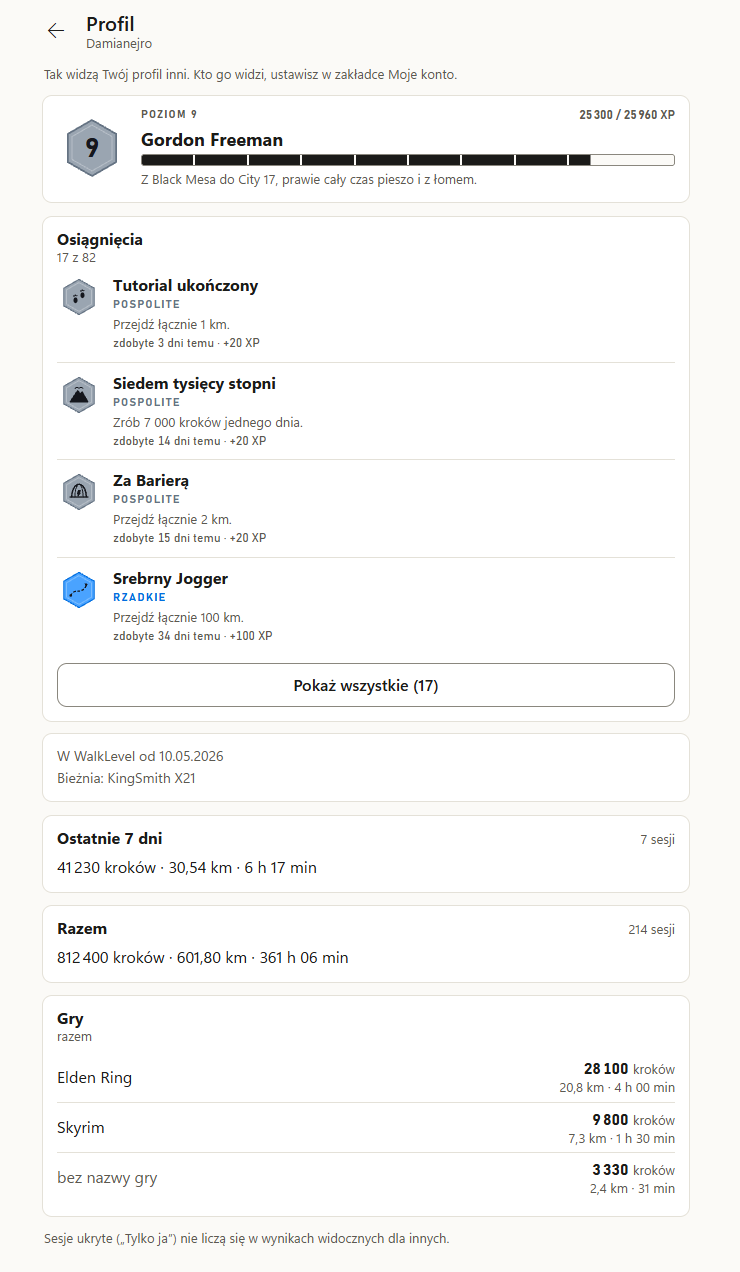 Profil
Damianejro
Tak widzą Twój profil inni. Kto go widzi, ustawisz w zakładce Moje konto.
9
POZIOM 9
25 300 / 25 960 XP
Gordon Freeman
Z Black Mesa do City 17, prawie cały czas pieszo i z łomem.
Osiągnięcia
17 z 82
Tutorial ukończony
POSPOLITE
Przejdź łącznie 1 km.
zdobyte 3 dni temu · +20 XP
Siedem tysięcy stopni
POSPOLITE
Zrób 7 000 kroków jednego dnia.
zdobyte 14 dni temu · +20 XP
Za Barierą
POSPOLITE
Przejdź łącznie 2 km.
zdobyte 15 dni temu · +20 XP
Srebrny Jogger
RZADKIE
Przejdź łącznie 100 km.
zdobyte 34 dni temu · +100 XP
Pokaż wszystkie (17)
W WalkLevel od 10.05.2026
Bieżnia: KingSmith X21
Ostatnie 7 dni
7 sesji
41 230 kroków · 30,54 km · 6 h 17 min
Razem
214 sesji
812 400 kroków · 601,80 km · 361 h 06 min
Gry
razem
Elden Ring
28 100 kroków
20,8 km · 4 h 00 min
Skyrim
9 800 kroków
7,3 km · 1 h 30 min
bez nazwy gry
3 330 kroków
2,4 km · 31 min
Sesje ukryte („Tylko ja”) nie liczą się w wynikach widocznych dla innych.